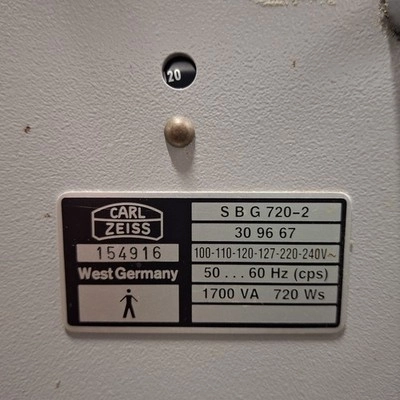 20
CARL
ZEISS
154916
West Germany
S B G 720-2
30 96 67
100-110-120-127-220-240V~
50 . . . 60 Hz (cps)
1700 VA 720 Ws